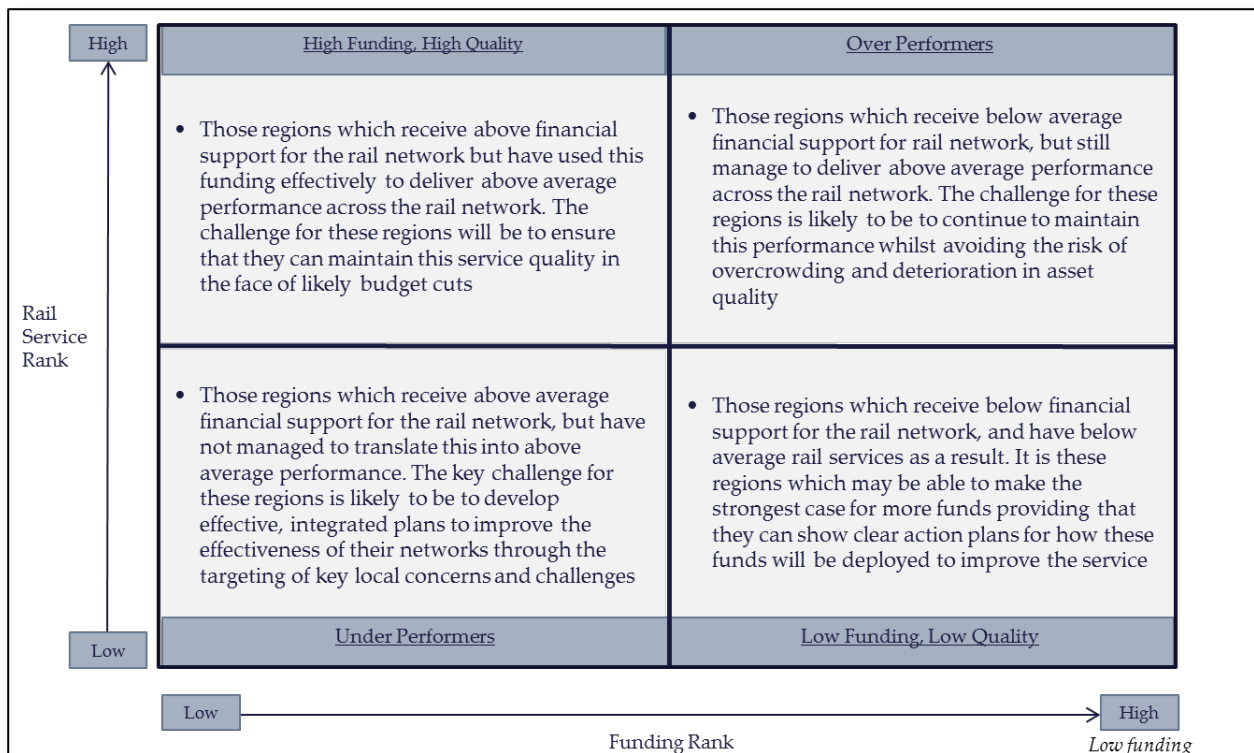 High
High Funding, High Quality
Over Performers
• Those regions which receive above financial
support for the rail network but have used this
funding effectively to deliver above average
performance across the rail network. The
challenge for these regions will be to ensure
that they can maintain this service quality in
the face of likely budget cuts
• Those regions which receive below average
financial support for rail network, but still
manage to deliver above average performance
across the rail network. The challenge for these
regions is likely to be to continue to maintain
this performance whilst avoiding the risk of
overcrowding and deterioration in asset
quality
Rail
Service
Rank
• Those regions which receive above average
financial support for the rail network, but have
not managed to translate this into above
average performance. The key challenge for
these regions is likely to be to develop
effective, integrated plans to improve the
effectiveness of their networks through the
targeting of key local concerns and challenges
• Those regions which receive below financial
support for the rail network, and have below
average rail services as a result. It is these
regions which may be able to make the
strongest case for more funds providing that
they can show clear action plans for how these
funds will be deployed to improve the service
Low
Under Performers
Low Funding, Low Quality
Low
High
Funding Rank
Low funding